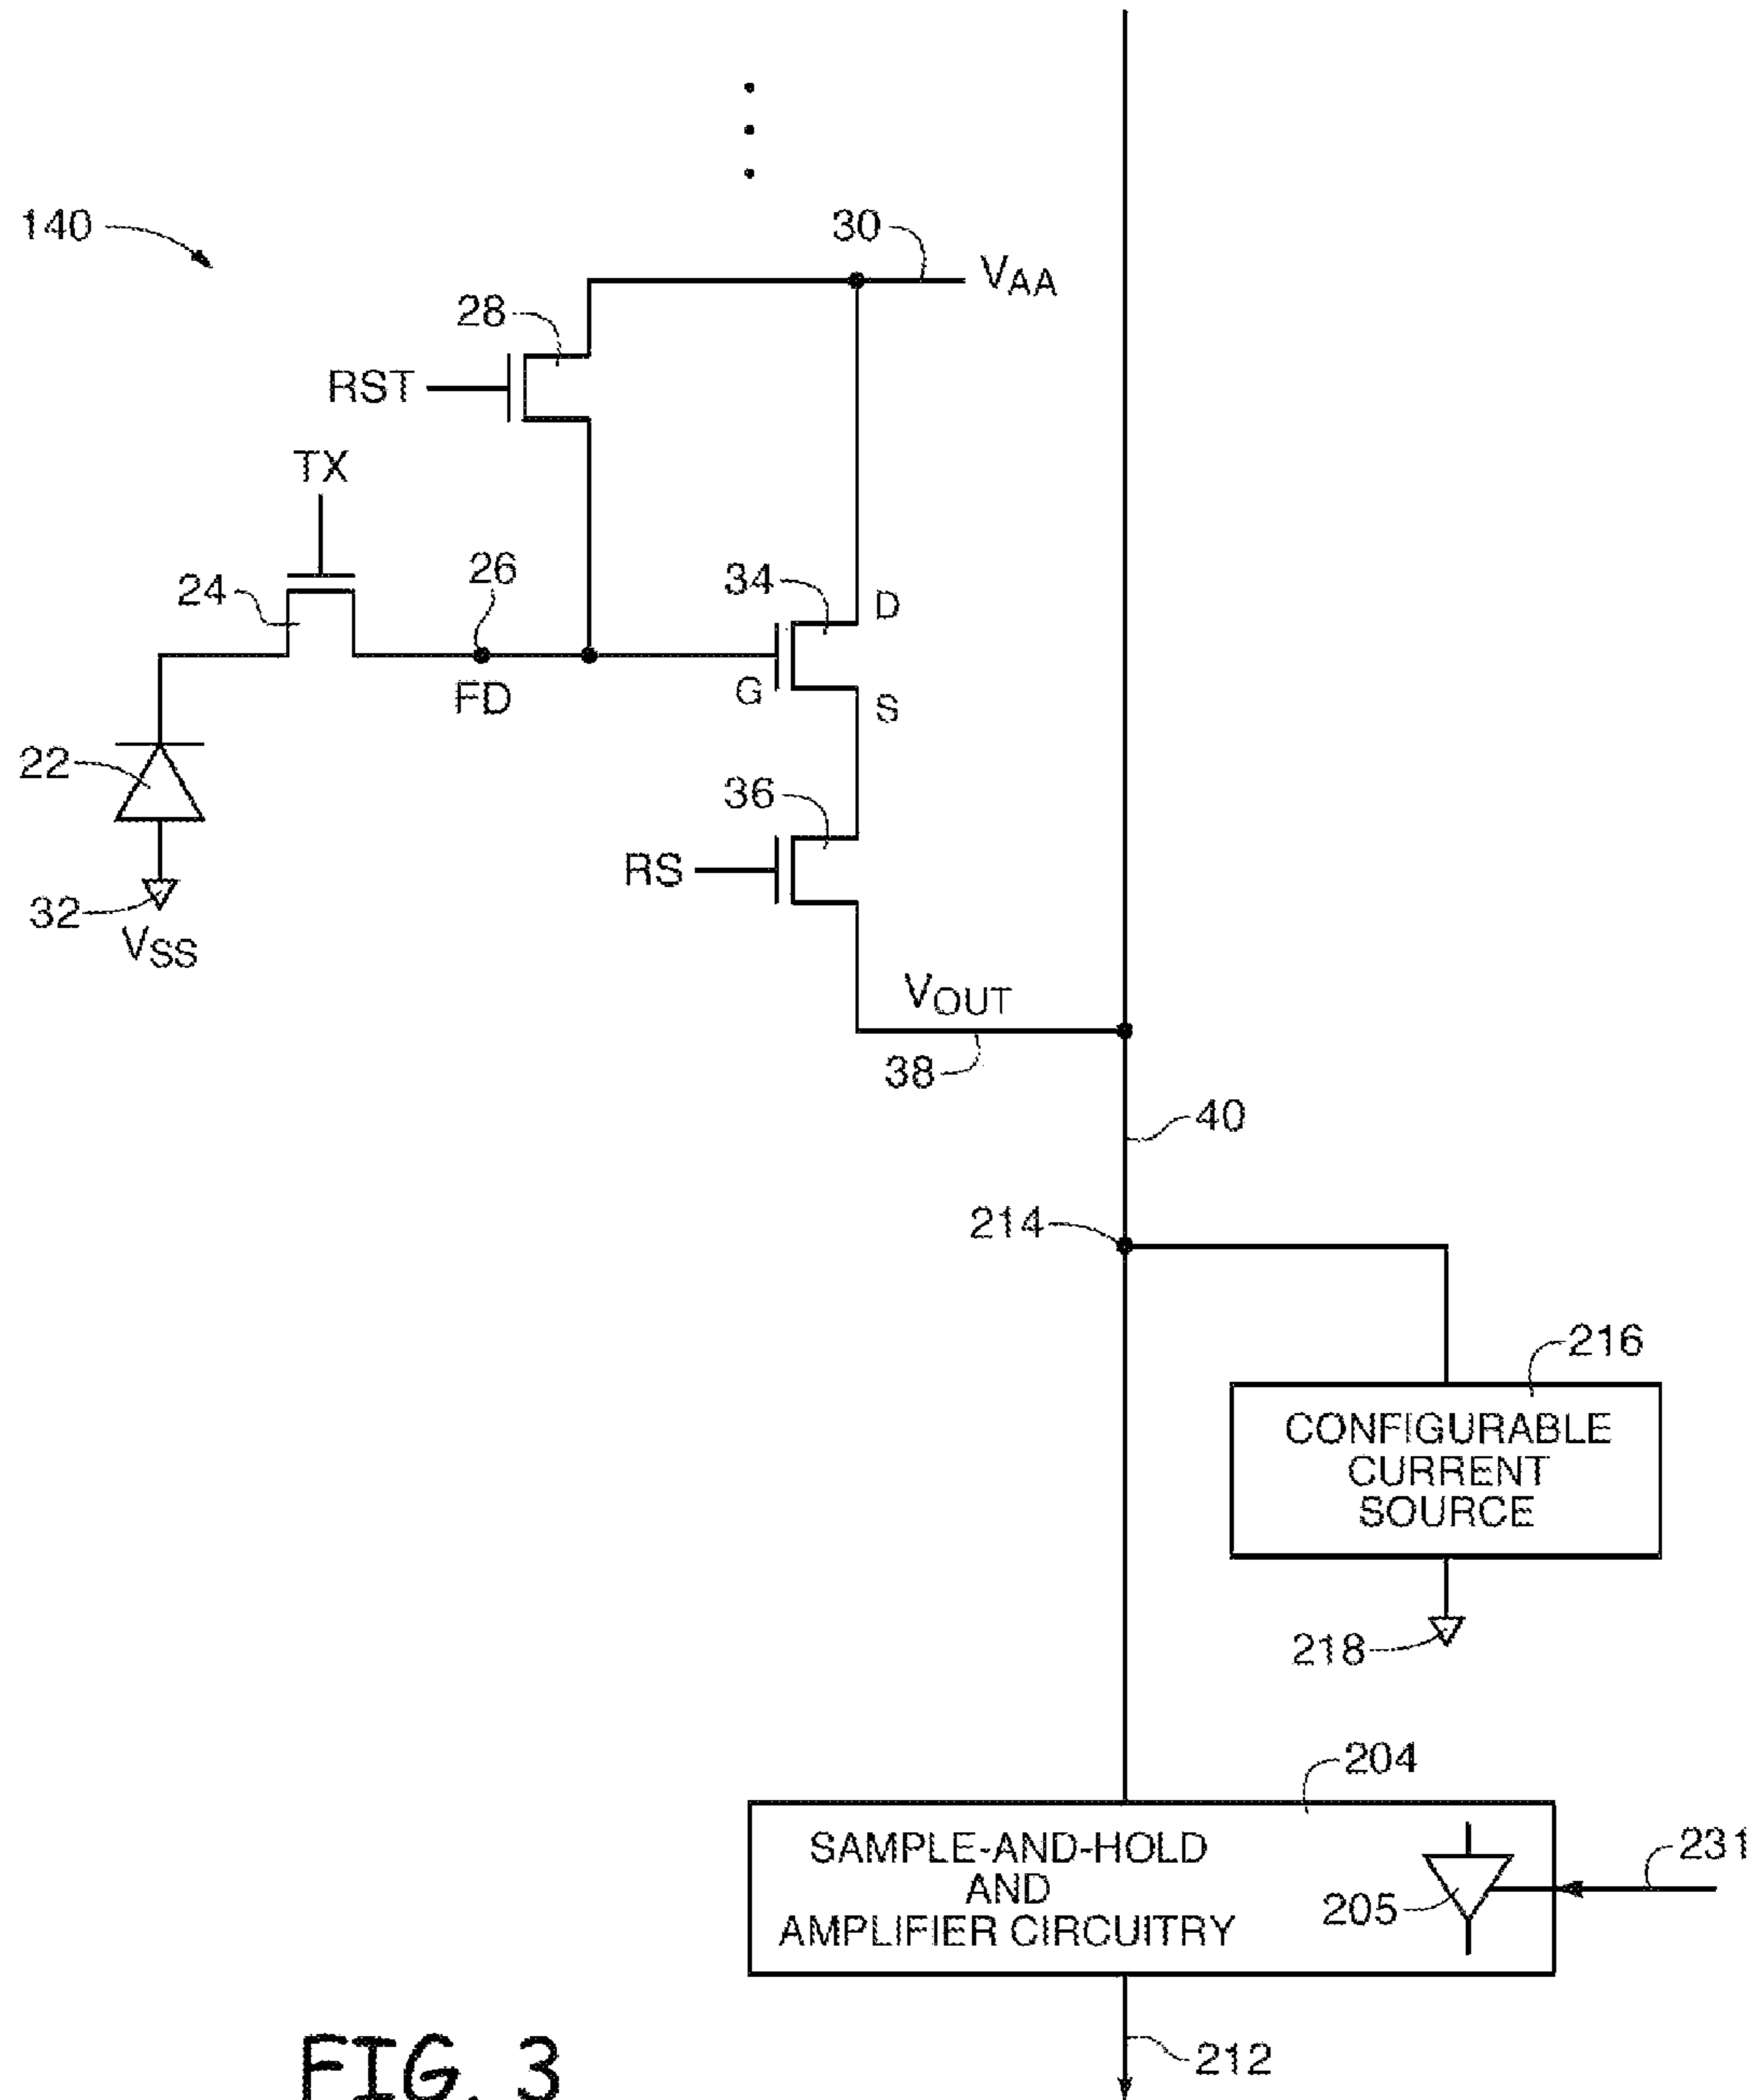 140
30
VAA
28
RST
TX
24
26
34
D
FD
G
S
22
36
RS
32
VSS
VOUT
38
40
214
216
CONFIGURABLE
CURRENT
SOURCE
218
204
SAMPLE-AND-HOLD
AND
AMPLIFIER CIRCUITRY
205
231
212
FIG. 3